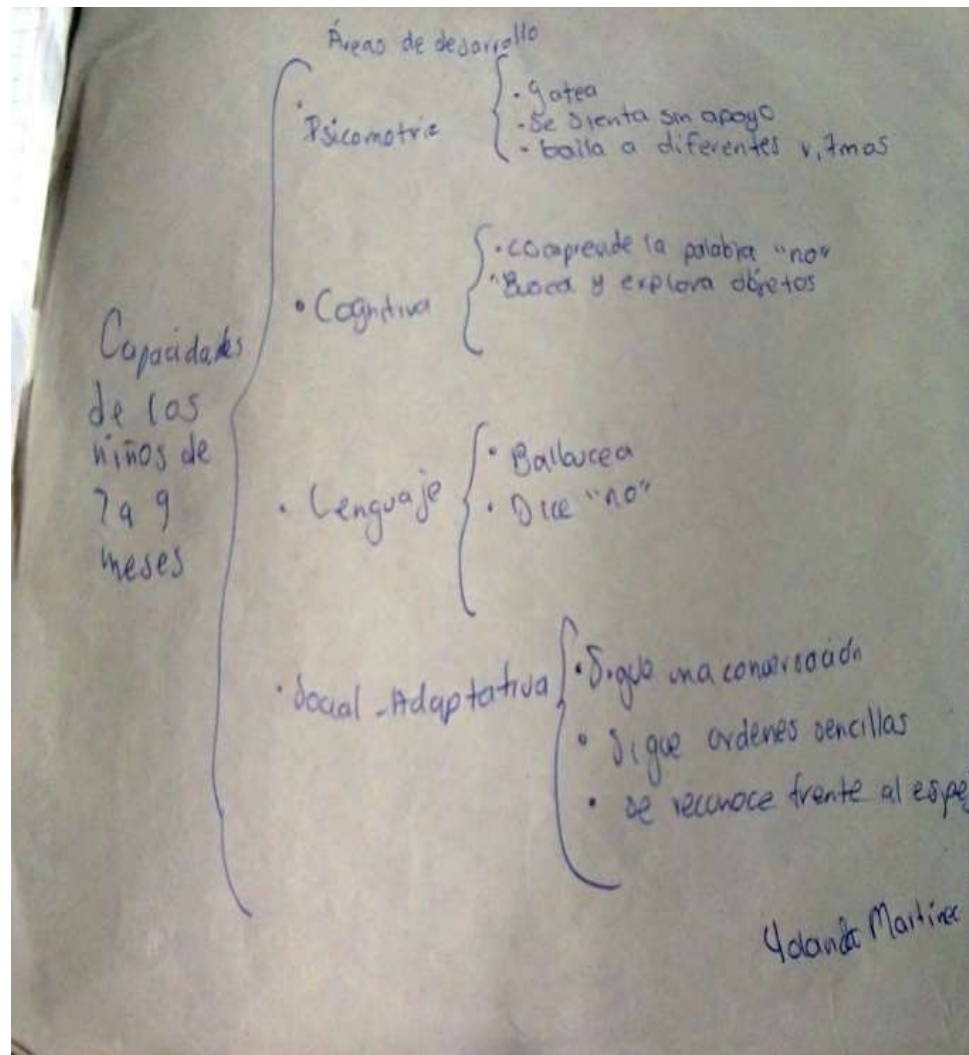 Áreas de desarrollo
• Psicomotriz
• gatea
• Se sienta sin apoyo
• baila a diferentes ritmos
• Cognitiva
• comprende la palabra "no"
• Busca y explora objetos
Capacidades
de los
niños de
7 a 9
meses
• Lenguaje
• Balbucea
• Dice "no"
• Social-Adaptativa
• Sigue una conversación
• Sigue ordenes sencillas
• se reconoce frente al espe
Yolanda Martínez